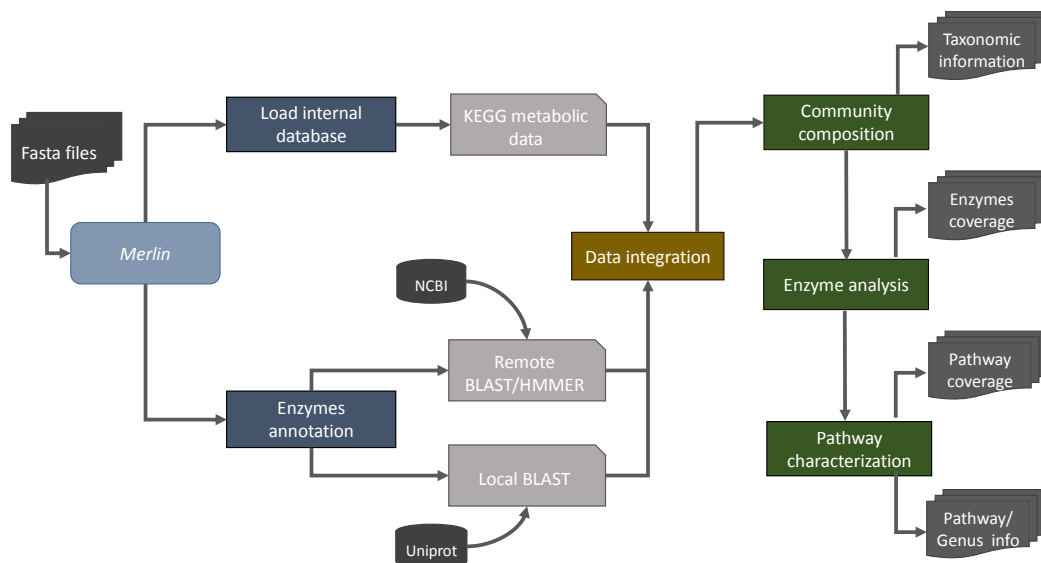 Fasta files
Merlin
Load internal
database
KEGG metabolic
data
Enzymes
annotation
NCBI
Remote
BLAST/HMMER
Local BLAST
Uniprot
Data integration
Community
composition
Taxonomic
information
Enzyme analysis
Enzymes
coverage
Pathway
characterization
Pathway
coverage
Pathway/
Genus info